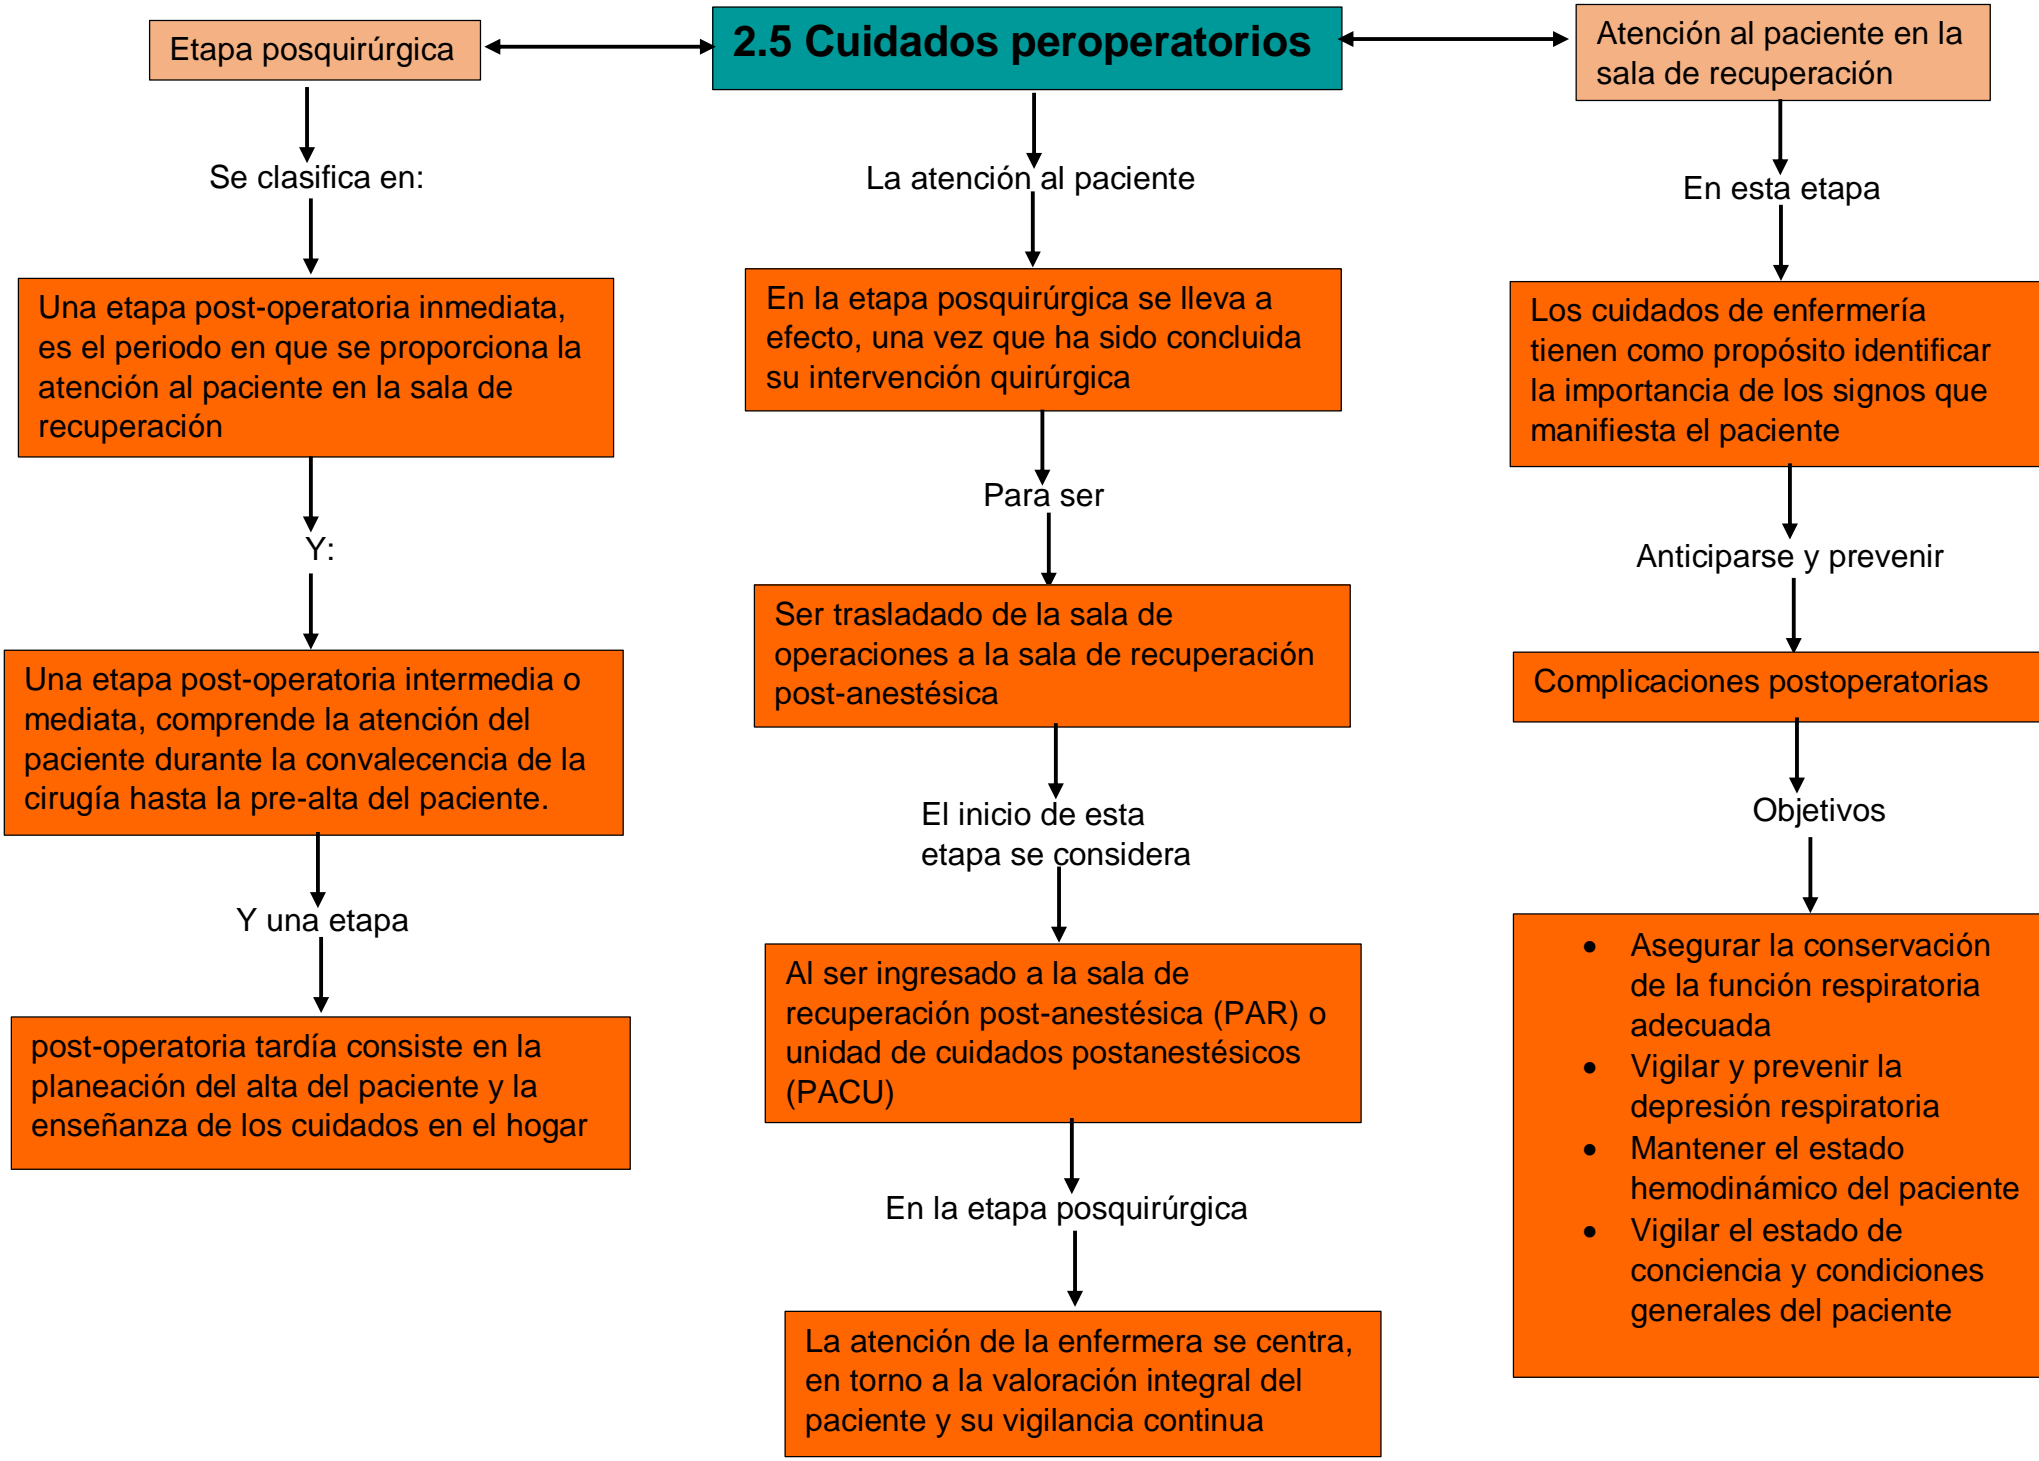 Etapa posquirúrgica
2.5 Cuidados peroperatorios
Atención al paciente en la
sala de recuperación
Se clasifica en:
Una etapa post-operatoria inmediata,
es el periodo en que se proporciona la
atención al paciente en la sala de
recuperación
Y:
Una etapa post-operatoria intermedia o
mediata, comprende la atención del
paciente durante la convalecencia de la
cirugía hasta la pre-alta del paciente.
Y una etapa
post-operatoria tardía consiste en la
planeación del alta del paciente y la
enseñanza de los cuidados en el hogar
La atención al paciente
En la etapa posquirúrgica se lleva a
efecto, una vez que ha sido concluida
su intervención quirúrgica
Para ser
Ser trasladado de la sala de
operaciones a la sala de recuperación
post-anestésica
El inicio de esta
etapa se considera
Al ser ingresado a la sala de
recuperación post-anestésica (PAR) o
unidad de cuidados postanestésicos
(PACU)
En la etapa posquirúrgica
La atención de la enfermera se centra,
en torno a la valoración integral del
paciente y su vigilancia continua
En esta etapa
Los cuidados de enfermería
tienen como propósito identificar
la importancia de los signos que
manifiesta el paciente
Anticiparse y prevenir
Complicaciones postoperatorias
Objetivos
• Asegurar la conservación
de la función respiratoria
adecuada
• Vigilar y prevenir la
depresión respiratoria
• Mantener el estado
hemodinámico del paciente
• Vigilar el estado de
conciencia y condiciones
generales del paciente